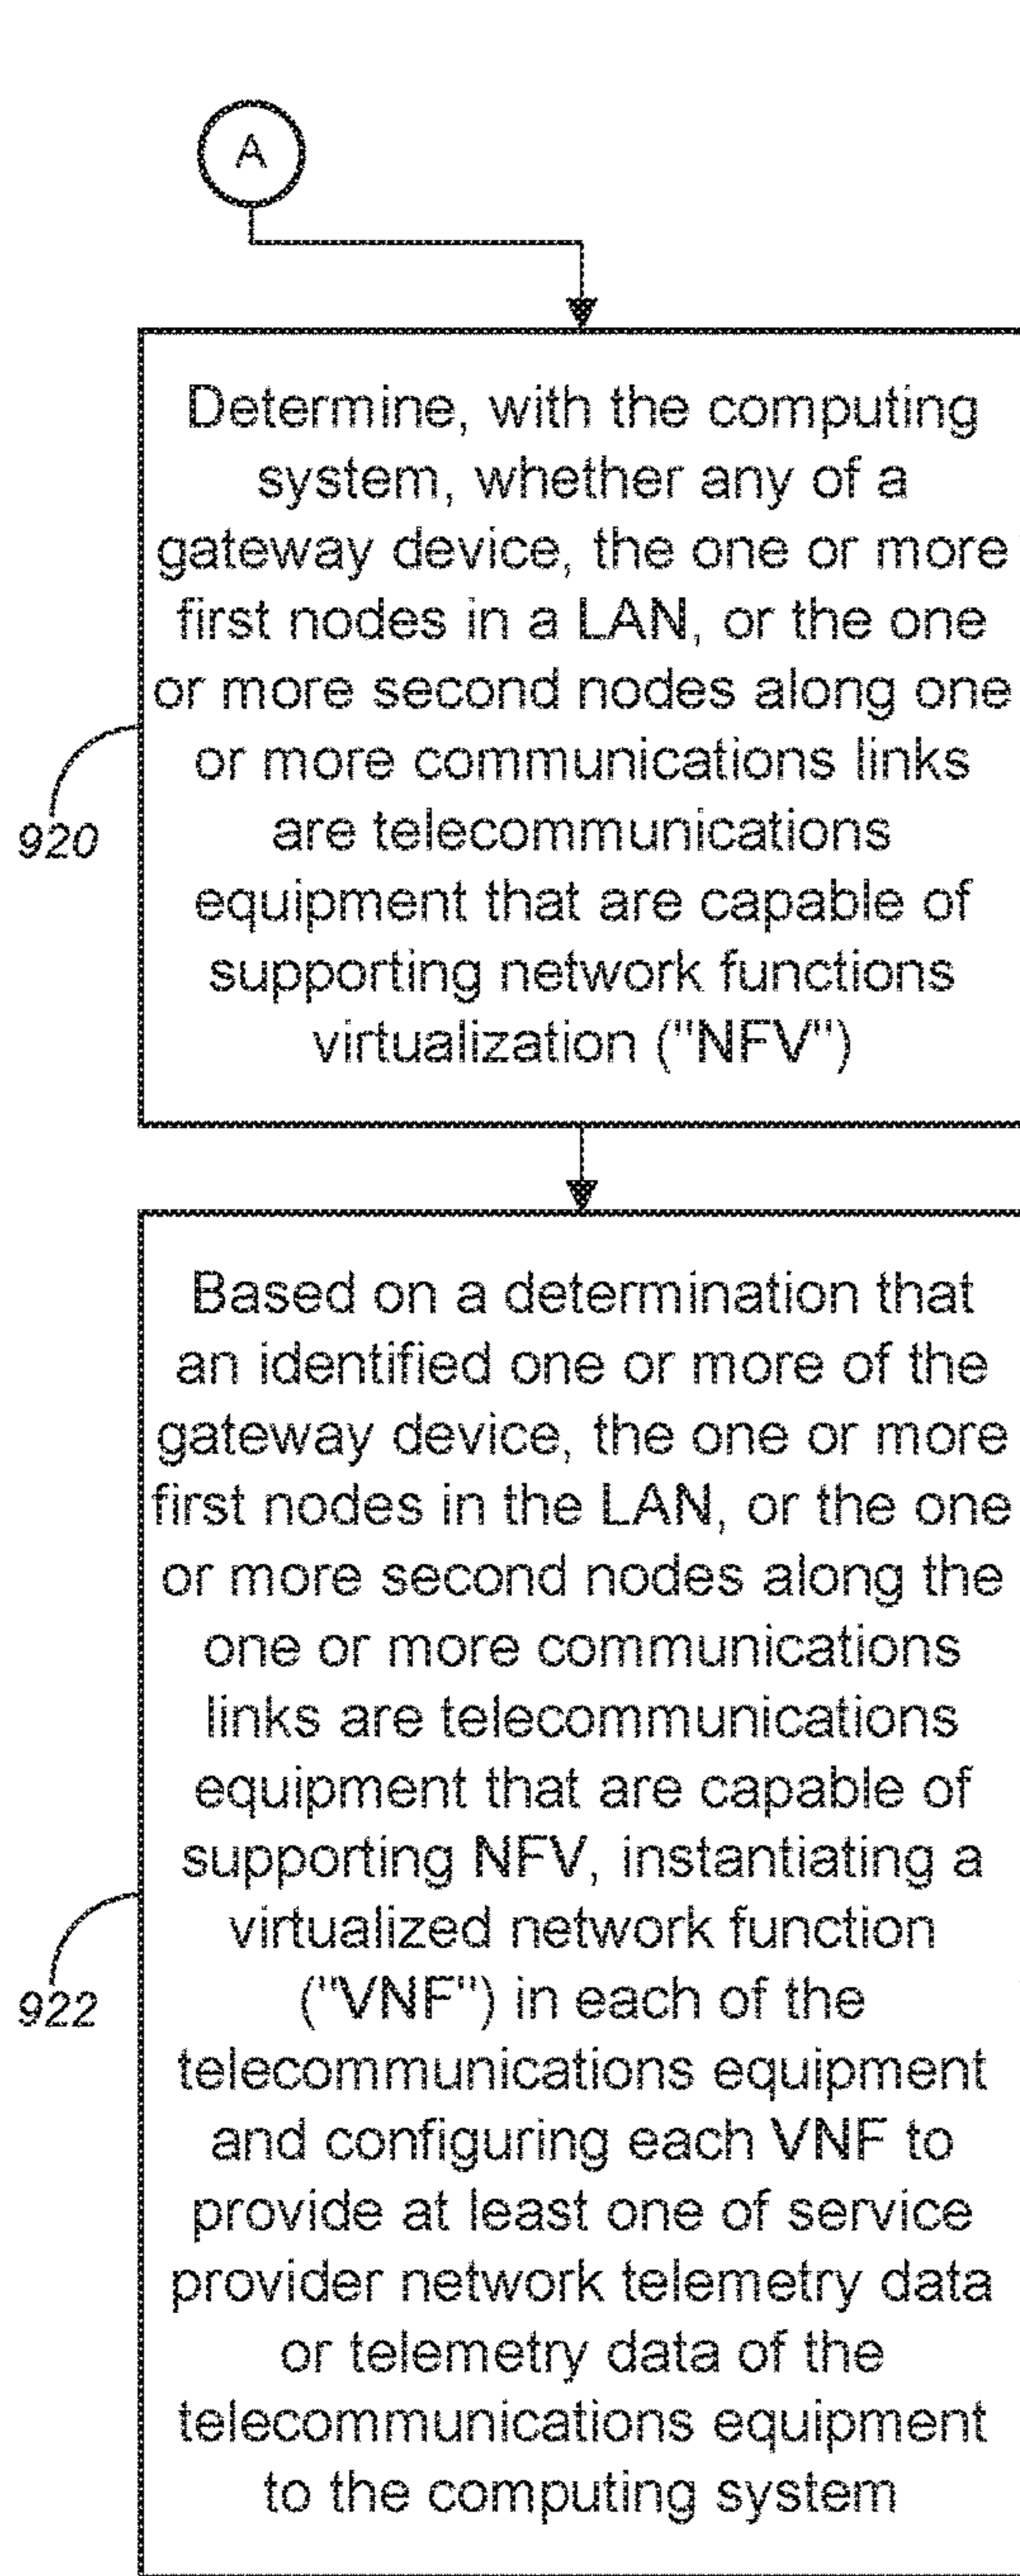 A
Determine, with the computing
system, whether any of a
gateway device, the one or more
first nodes in a LAN, or the one
or more second nodes along one
or more communications links
are telecommunications
equipment that are capable of
supporting network functions
virtualization ("NFV")
920
Based on a determination that
an identified one or more of the
gateway device, the one or more
first nodes in the LAN, or the one
or more second nodes along the
one or more communications
links are telecommunications
equipment that are capable of
supporting NFV, instantiating a
virtualized network function
("VNF") in each of the
telecommunications equipment
and configuring each VNF to
provide at least one of service
provider network telemetry data
or telemetry data of the
telecommunications equipment
to the computing system
922